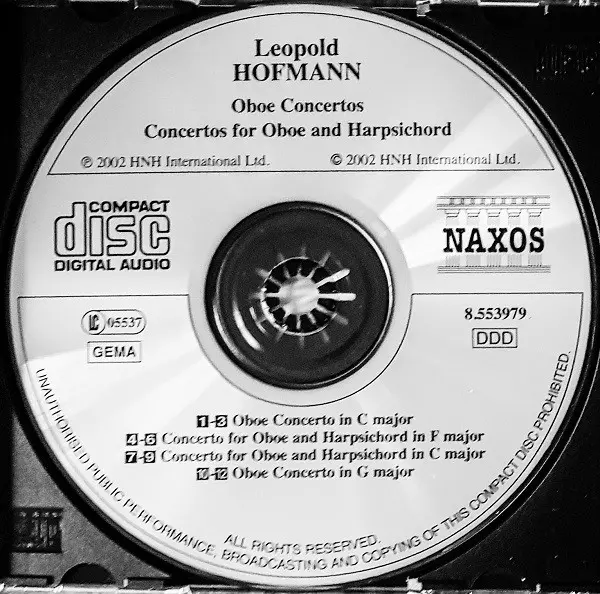 Leopold
HOFMANN
Oboe Concertos
Concertos for Oboe and Harpsichord
℗ 2002 HNH International Ltd. © 2002 HNH International Ltd.
COMPACT
disc
DIGITAL AUDIO
NAXOS
LC 05537
GEMA
8.553979
DDD
1-3 Oboe Concerto in C major
4-6 Concerto for Oboe and Harpsichord in F major
7-9 Concerto for Oboe and Harpsichord in C major
10-12 Oboe Concerto in G major
ALL RIGHTS RESERVED.
UNAUTHORISED PUBLIC PERFORMANCE, BROADCASTING AND COPYING OF THIS COMPACT DISC PROHIBITED.